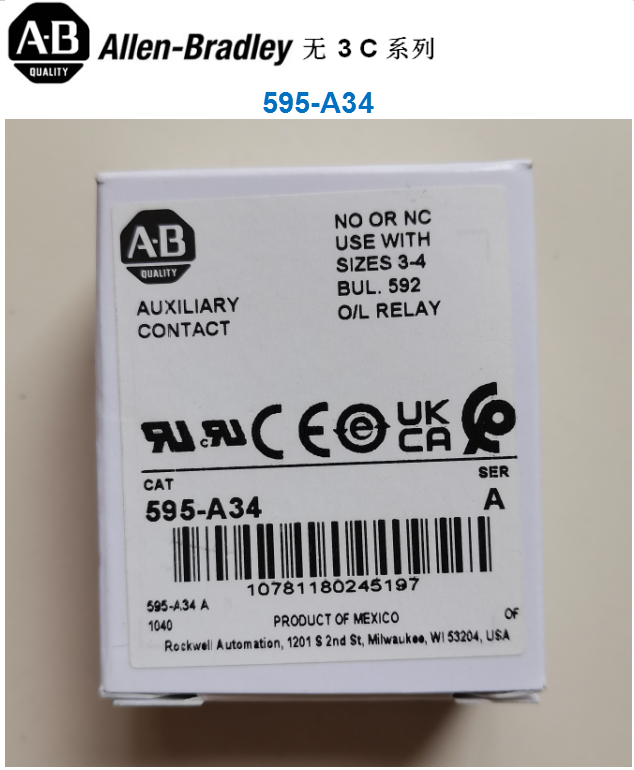 A-B
QUALITY
Allen-Bradley 无 3 C 系列
595-A34
A-B
QUALITY
AUXILIARY
CONTACT
NO OR NC
USE WITH
SIZES 3-4
BUL. 592
O/L RELAY
c
UK
CA
CAT
595-A34
SER
A
10781180245197
595-A34 A
1040
PRODUCT OF MEXICO
OF
Rockwell Automation, 1201 S 2nd St, Milwaukee, WI 53204, USA